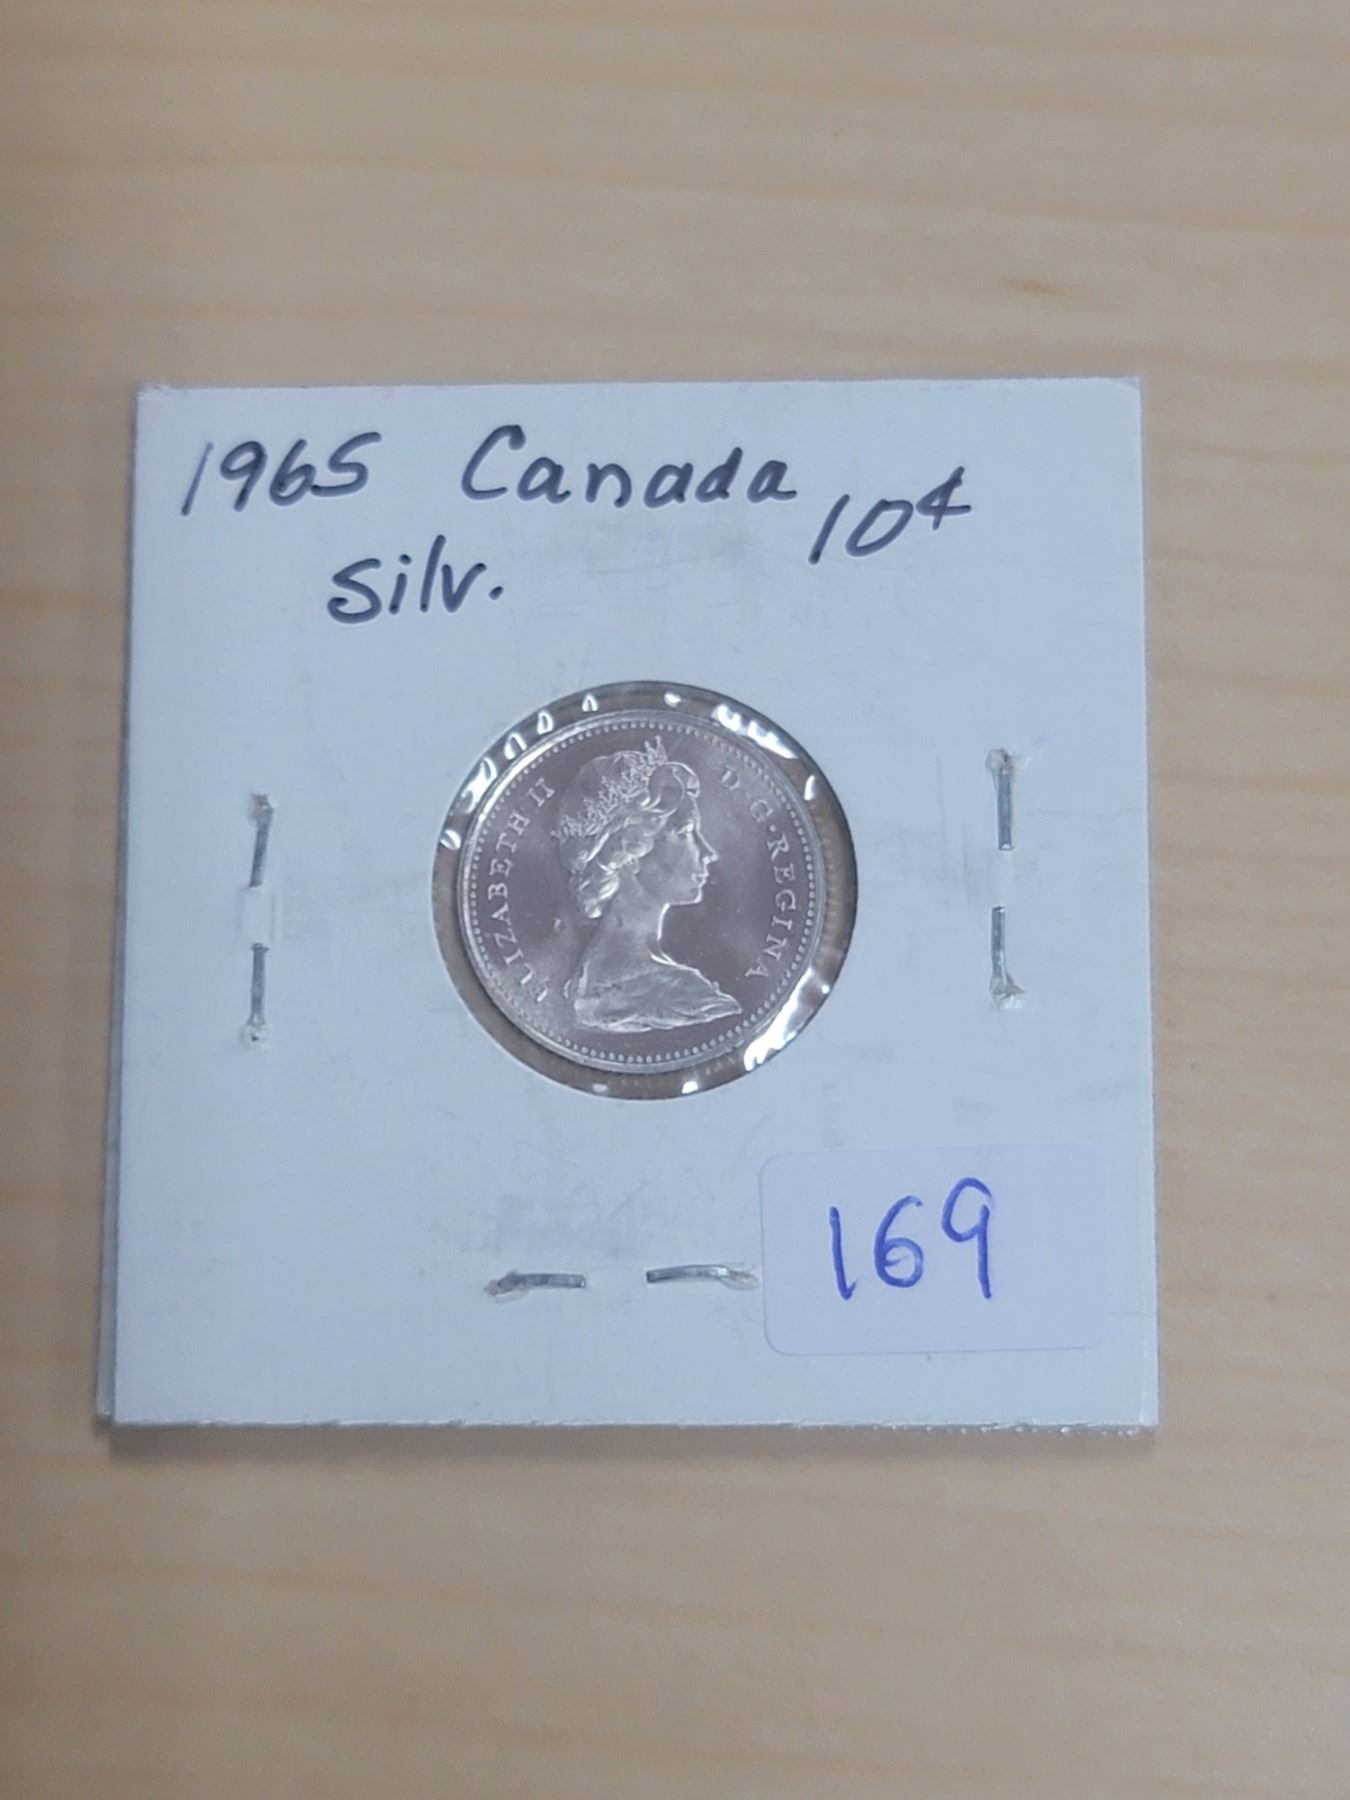 1965 Canada 10¢
silv.
ELIZABETH II D·G·REGINA
169